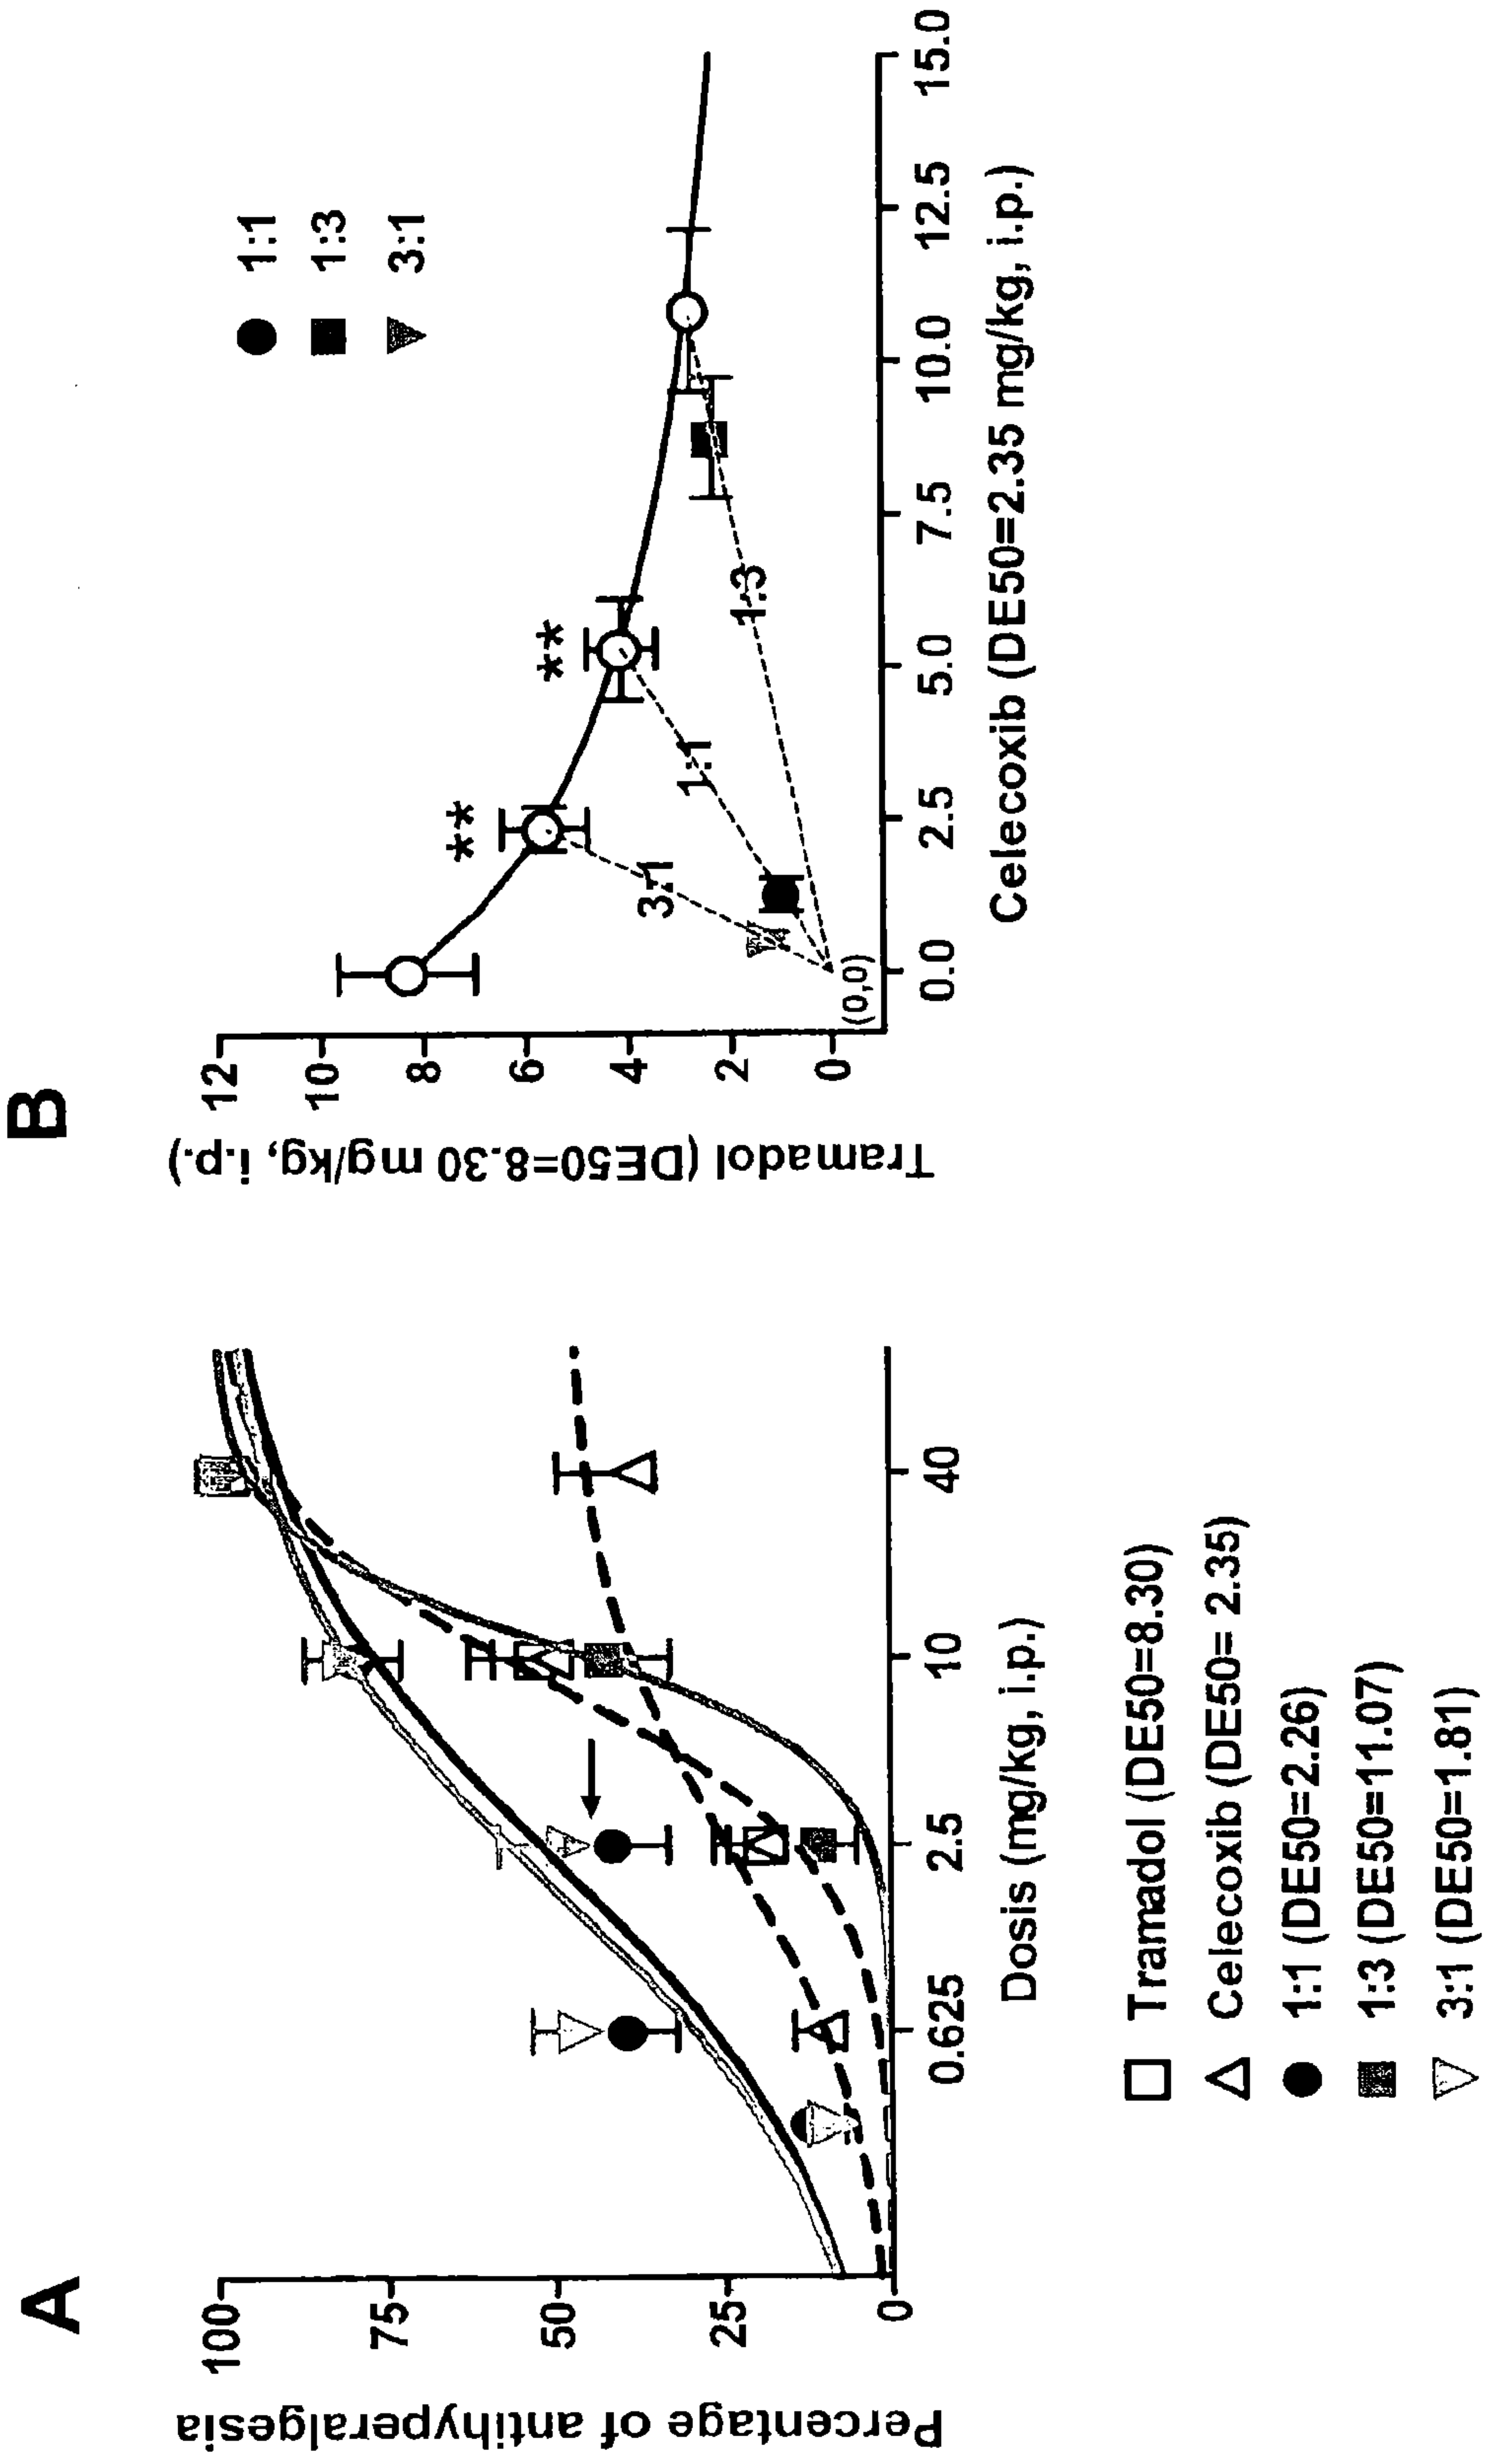 A
Percentage of antihyperalgesia
100
75
50
25
0
0.625
2.5
10
40
Dosis (mg/kg, i.p.)
Tramadol (DE50=8.30)
Celecoxib (DE50= 2.35)
1:1 (DE50=2.26)
1:3 (DE50=11.07)
3:1 (DE50=1.81)
B
Tramadol (DE50=8.30 mg/kg, i.p.)
12
10
8
6
4
2
0
1:1
1:3
3:1
**
**
3:1
1:1
1:3
(0,0)
0.0
2.5
5.0
7.5
10.0
12.5
15.0
Celecoxib (DE50=2.35 mg/kg, i.p.)